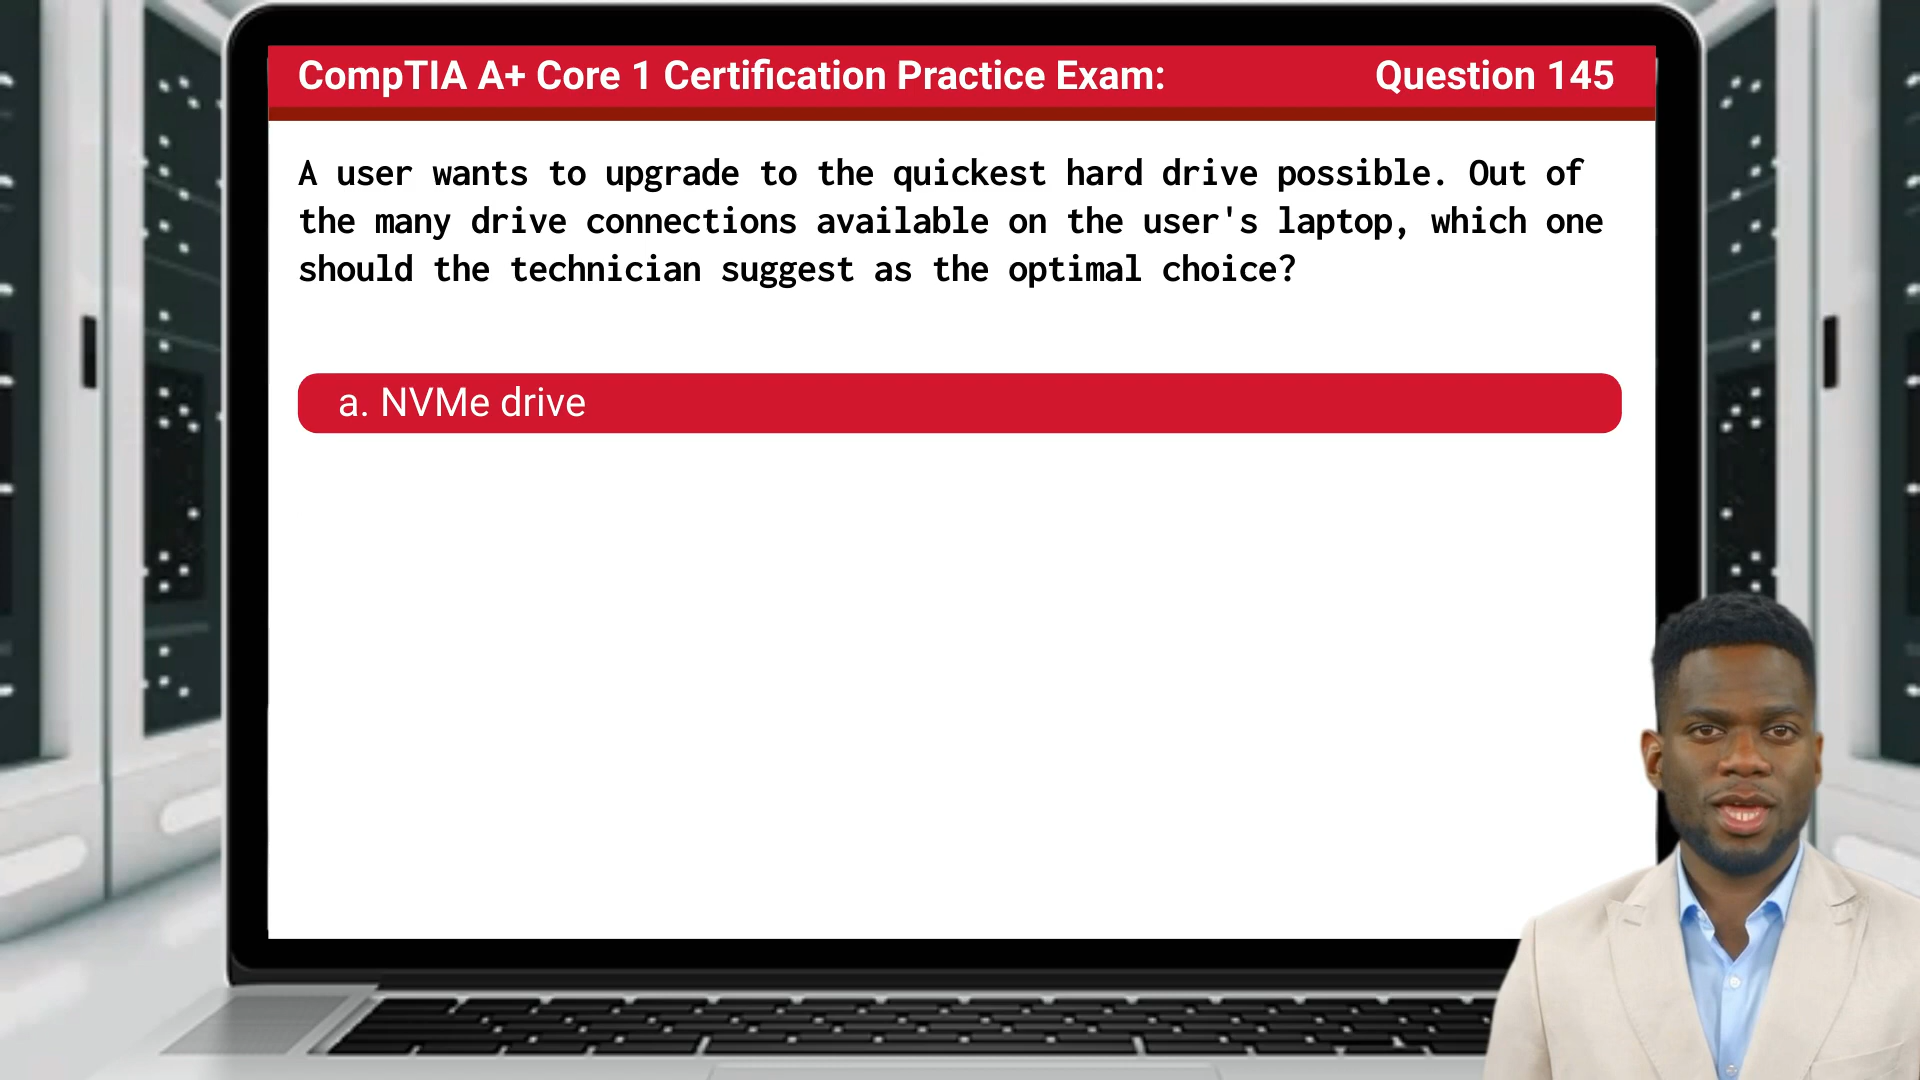 CompTIA A+ Core 1 Certification Practice Exam:
Question 145
A user wants to upgrade to the quickest hard drive possible. Out of
the many drive connections available on the user's laptop, which one
should the technician suggest as the optimal choice?
a. NVMe drive